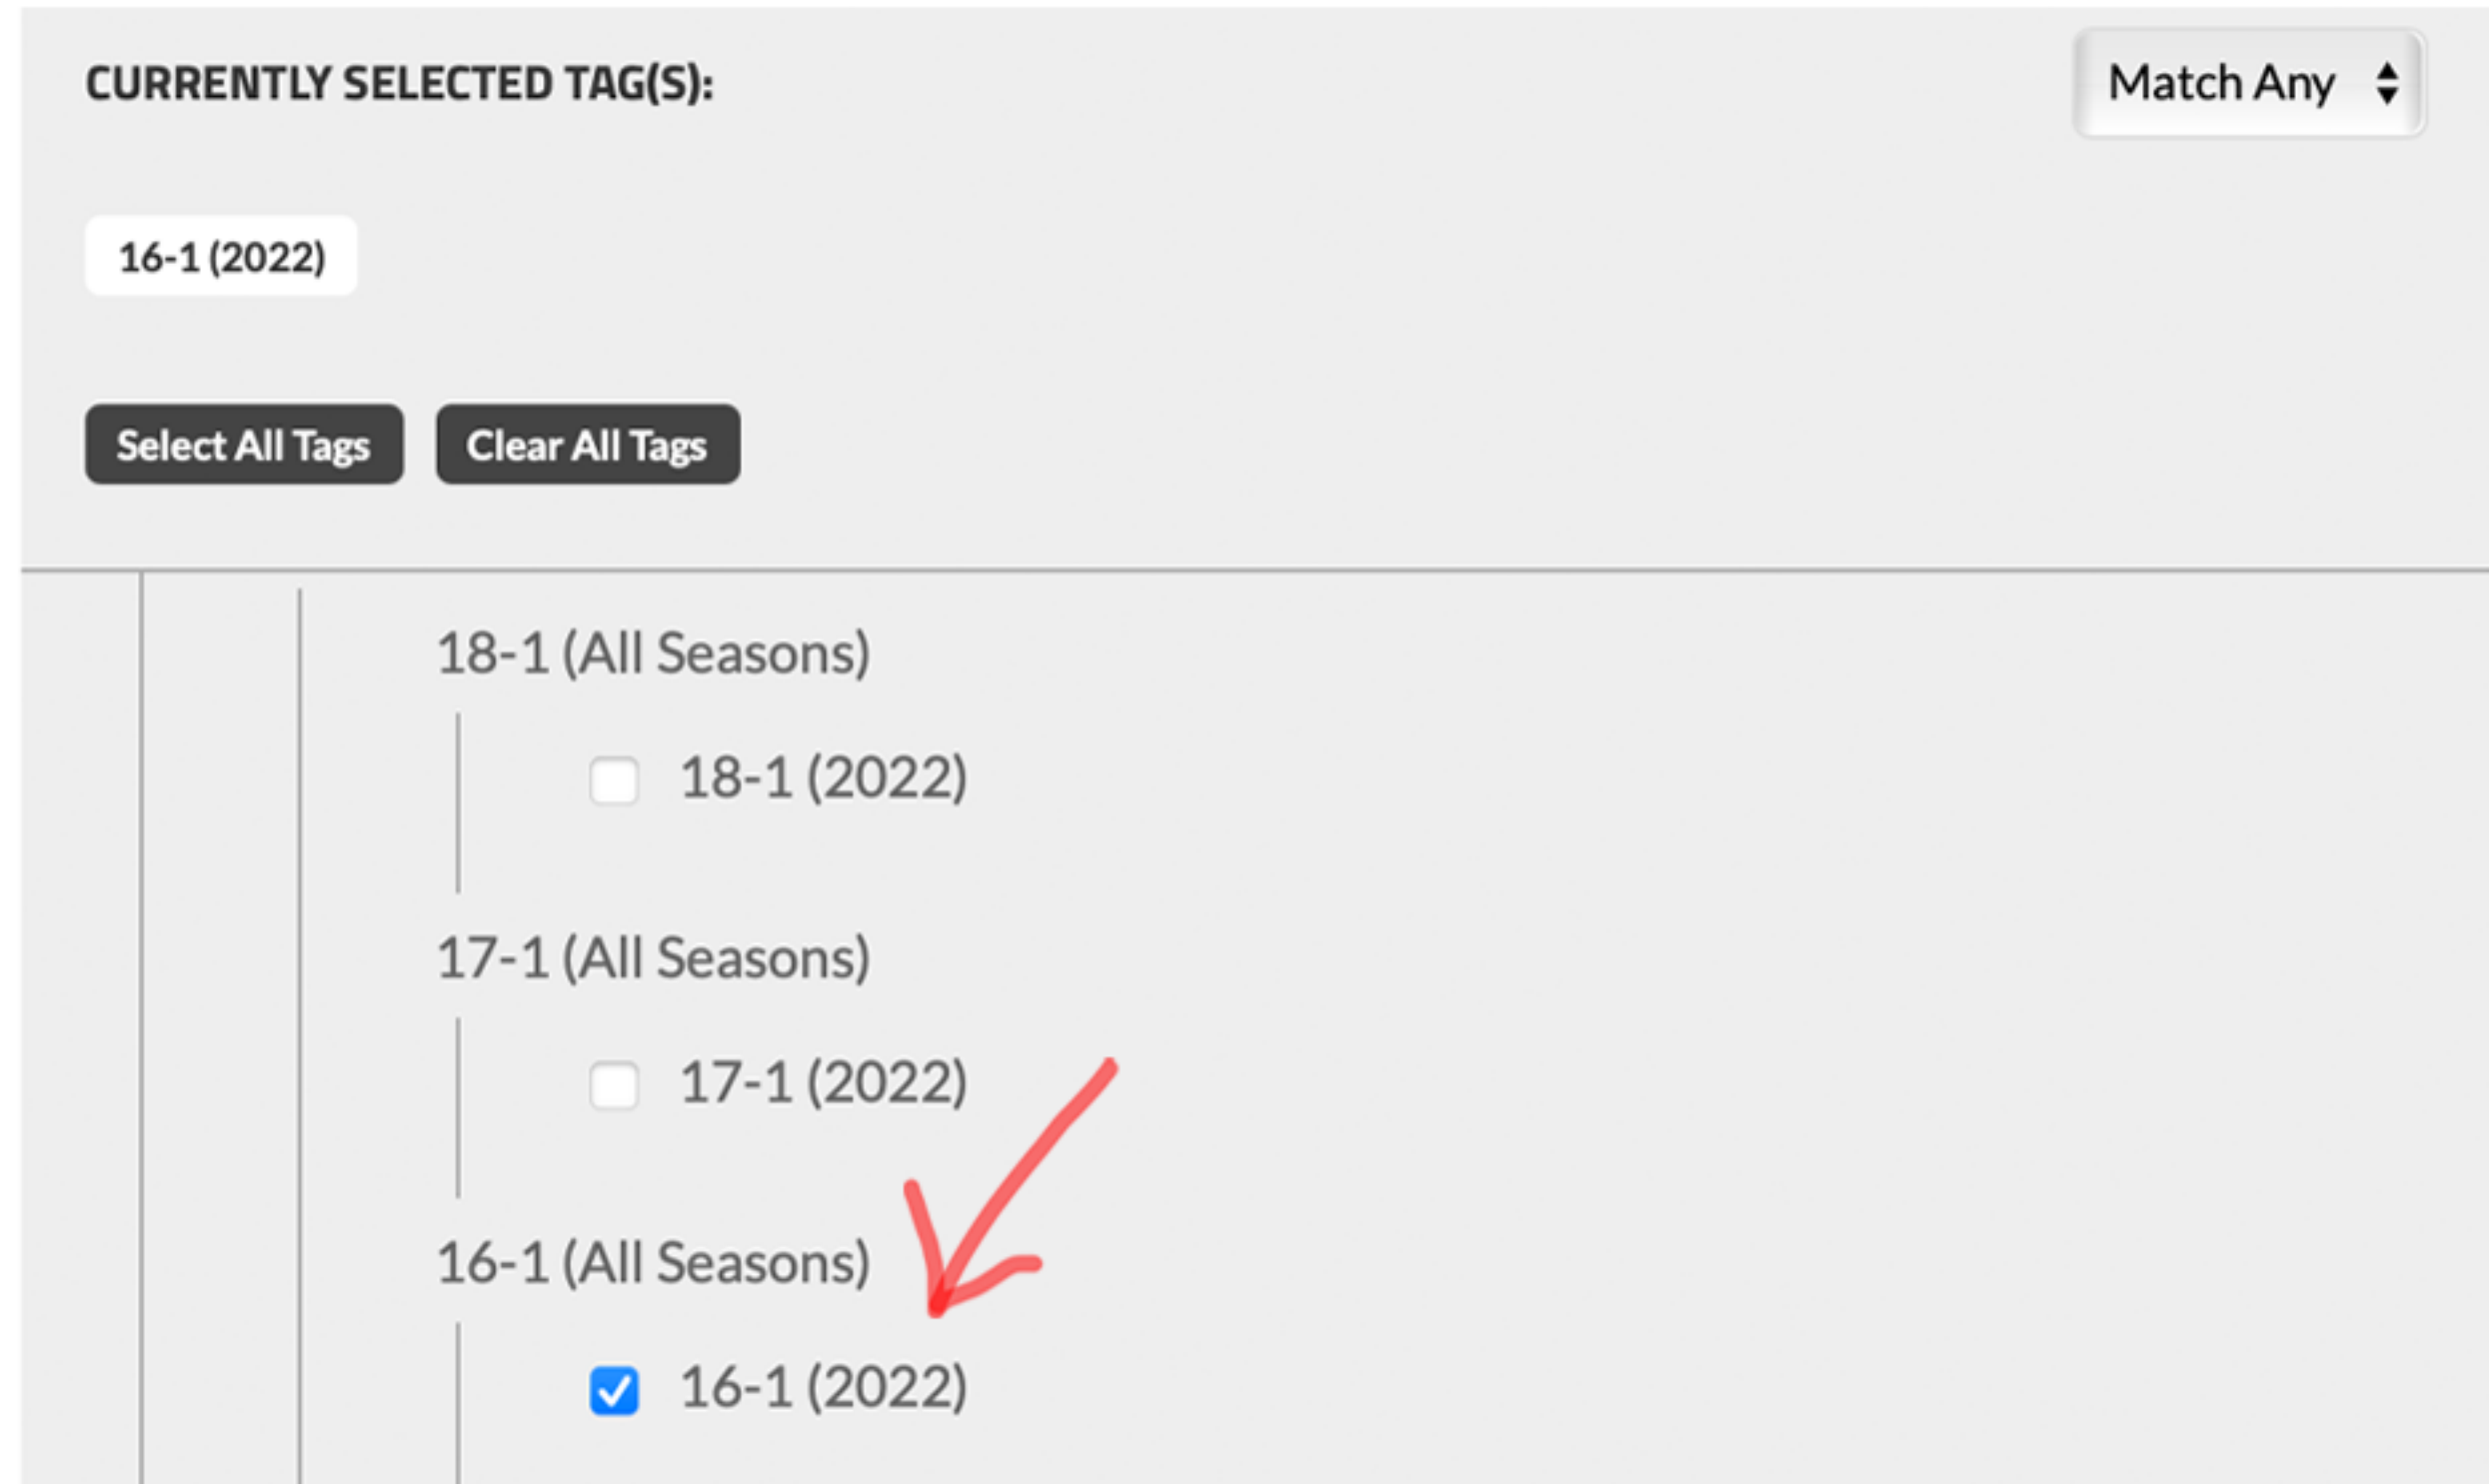 CURRENTLY SELECTED TAG(S):
Match Any
16-1 (2022)
Select All Tags
Clear All Tags
18-1 (All Seasons)
18-1 (2022)
17-1 (All Seasons)
17-1 (2022)
16-1 (All Seasons)
16-1 (2022)